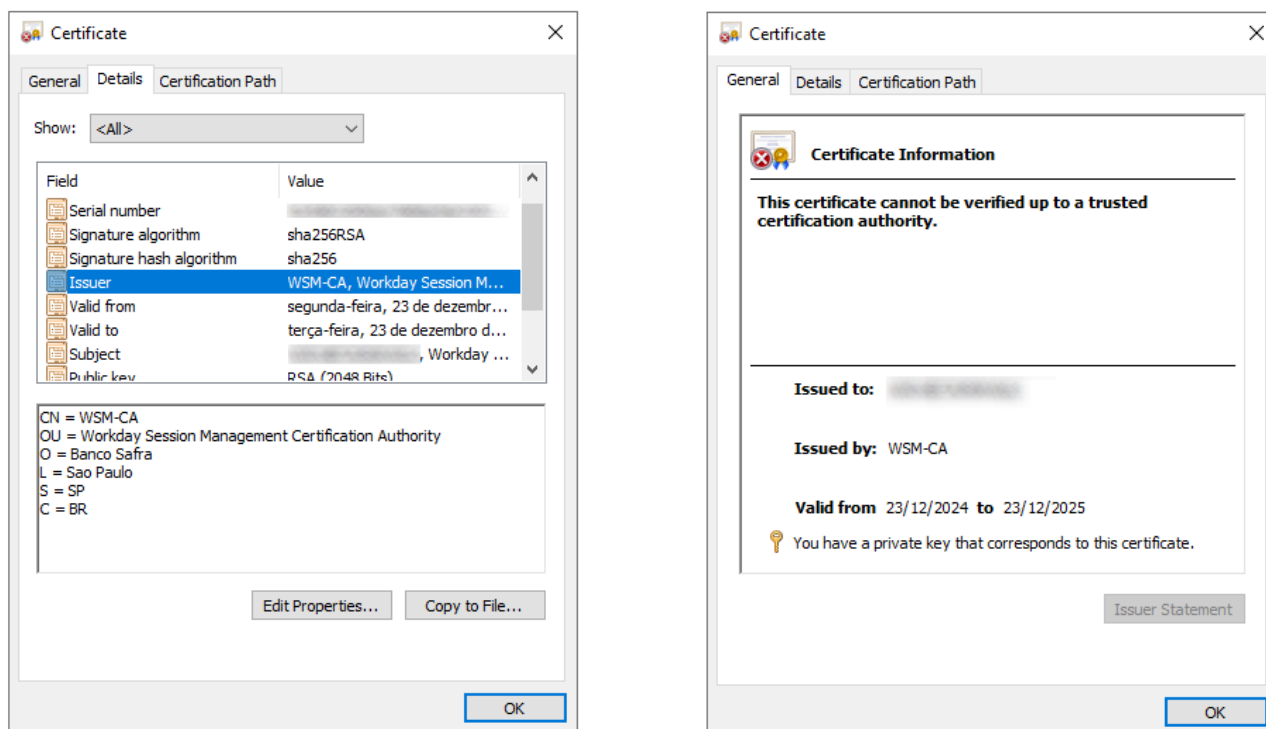 Certificate
General Details Certification Path
Show: <All>
Field Value
Serial number
Signature algorithm sha256RSA
Signature hash algorithm sha256
Issuer WSM-CA, Workday Session M...
Valid from segunda-feira, 23 de dezembr...
Valid to terça-feira, 23 de dezembro d...
Subject , Workday ...
Public key RSA (2048 Bits)
CN = WSM-CA
OU = Workday Session Management Certification Authority
O = Banco Safra
L = Sao Paulo
S = SP
C = BR
Edit Properties... Copy to File...
OK
Certificate
General Details Certification Path
Certificate Information
This certificate cannot be verified up to a trusted
certification authority.
Issued to:
Issued by: WSM-CA
Valid from 23/12/2024 to 23/12/2025
You have a private key that corresponds to this certificate.
Issuer Statement
OK